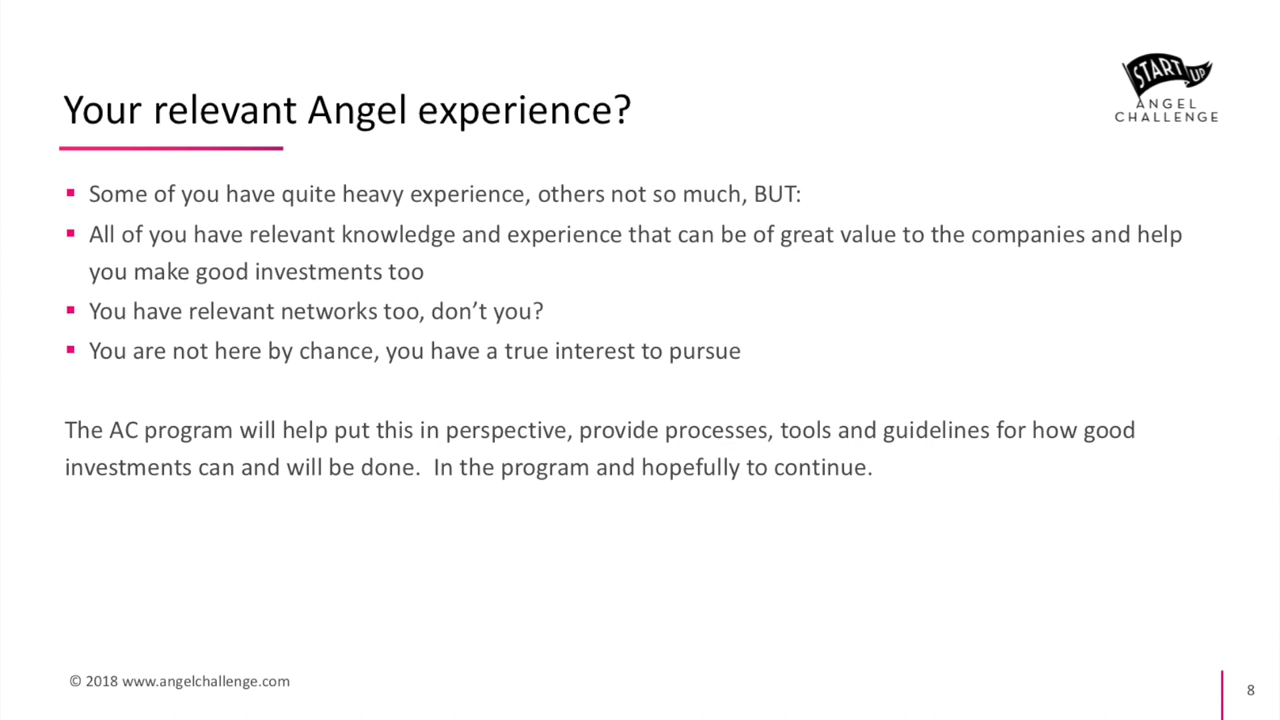 START UP
ANGEL
CHALLENGE
Your relevant Angel experience?
▪ Some of you have quite heavy experience, others not so much, BUT:
▪ All of you have relevant knowledge and experience that can be of great value to the companies and help
you make good investments too
▪ You have relevant networks too, don’t you?
▪ You are not here by chance, you have a true interest to pursue
The AC program will help put this in perspective, provide processes, tools and guidelines for how good
investments can and will be done.  In the program and hopefully to continue.
© 2018 www.angelchallenge.com
8